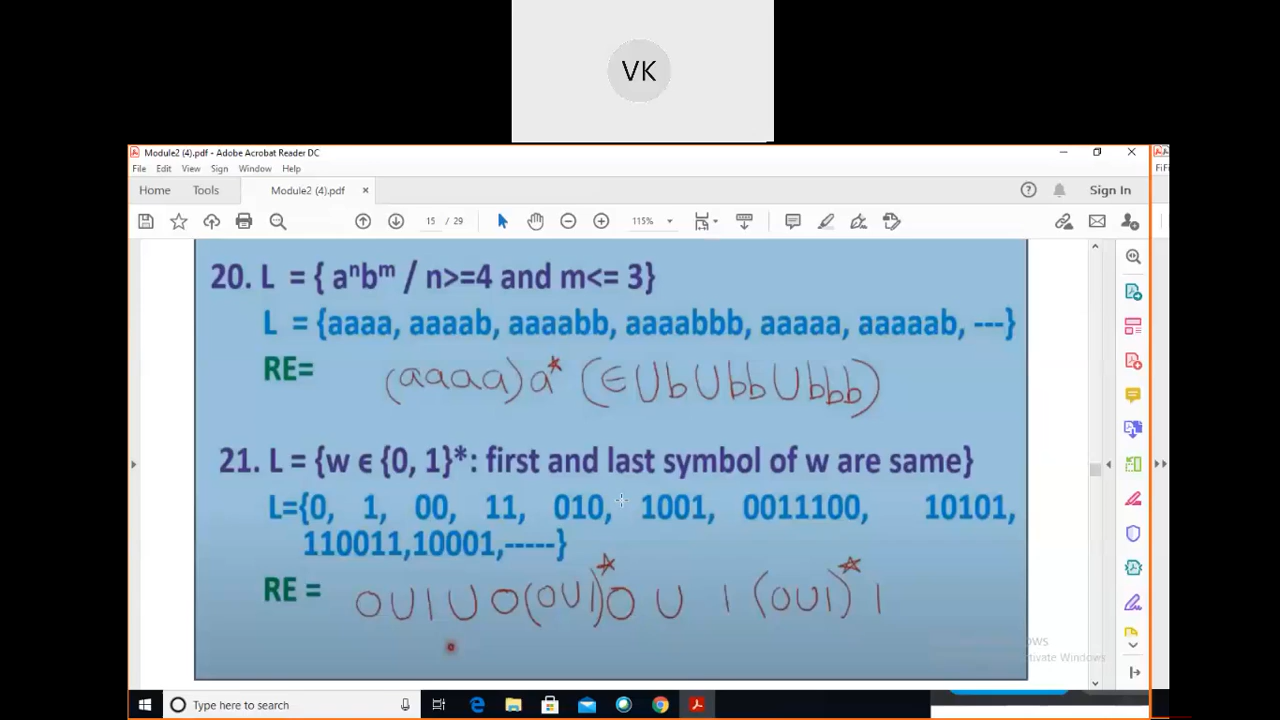 VK
Module2 (4).pdf - Adobe Acrobat Reader DC
FiF
File Edit View Sign Window Help
Home Tools Module2 (4).pdf × Sign In
15 / 29 115%
20. L = { aⁿbᵐ / n>=4 and m<= 3}
L = {aaaa, aaaab, aaaabb, aaaabbb, aaaaa, aaaaab, ---}
RE= (aaaa)a* (∈∪b∪bb∪bbb)
21. L = {w ϵ {0, 1}*: first and last symbol of w are same}
L={0, 1, 00, 11, 010, 1001, 0011100, 10101,
110011,10001,-----}
RE = 0∪1∪0(0∪1)*0 ∪ 1(0∪1)*1
Type here to search